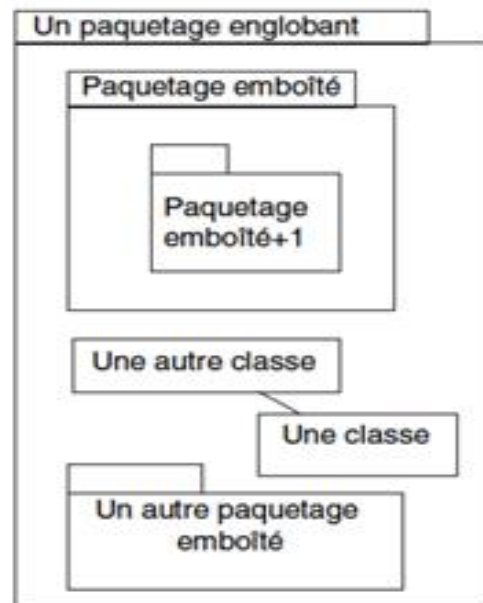 Un paquetage englobant
Paquetage emboîté
Paquetage
emboîté+1
Une autre classe
Une classe
Un autre paquetage
emboîté